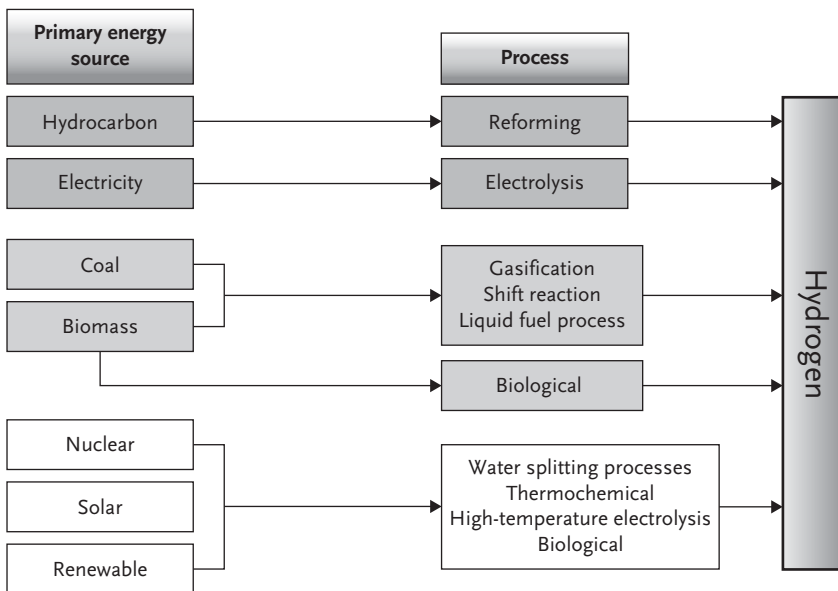 Primary energy
source
Process
Hydrocarbon
Reforming
Electricity
Electrolysis
Coal
Biomass
Gasification
Shift reaction
Liquid fuel process
Biological
Nuclear
Solar
Renewable
Water splitting processes
Thermochemical
High-temperature electrolysis
Biological
Hydrogen